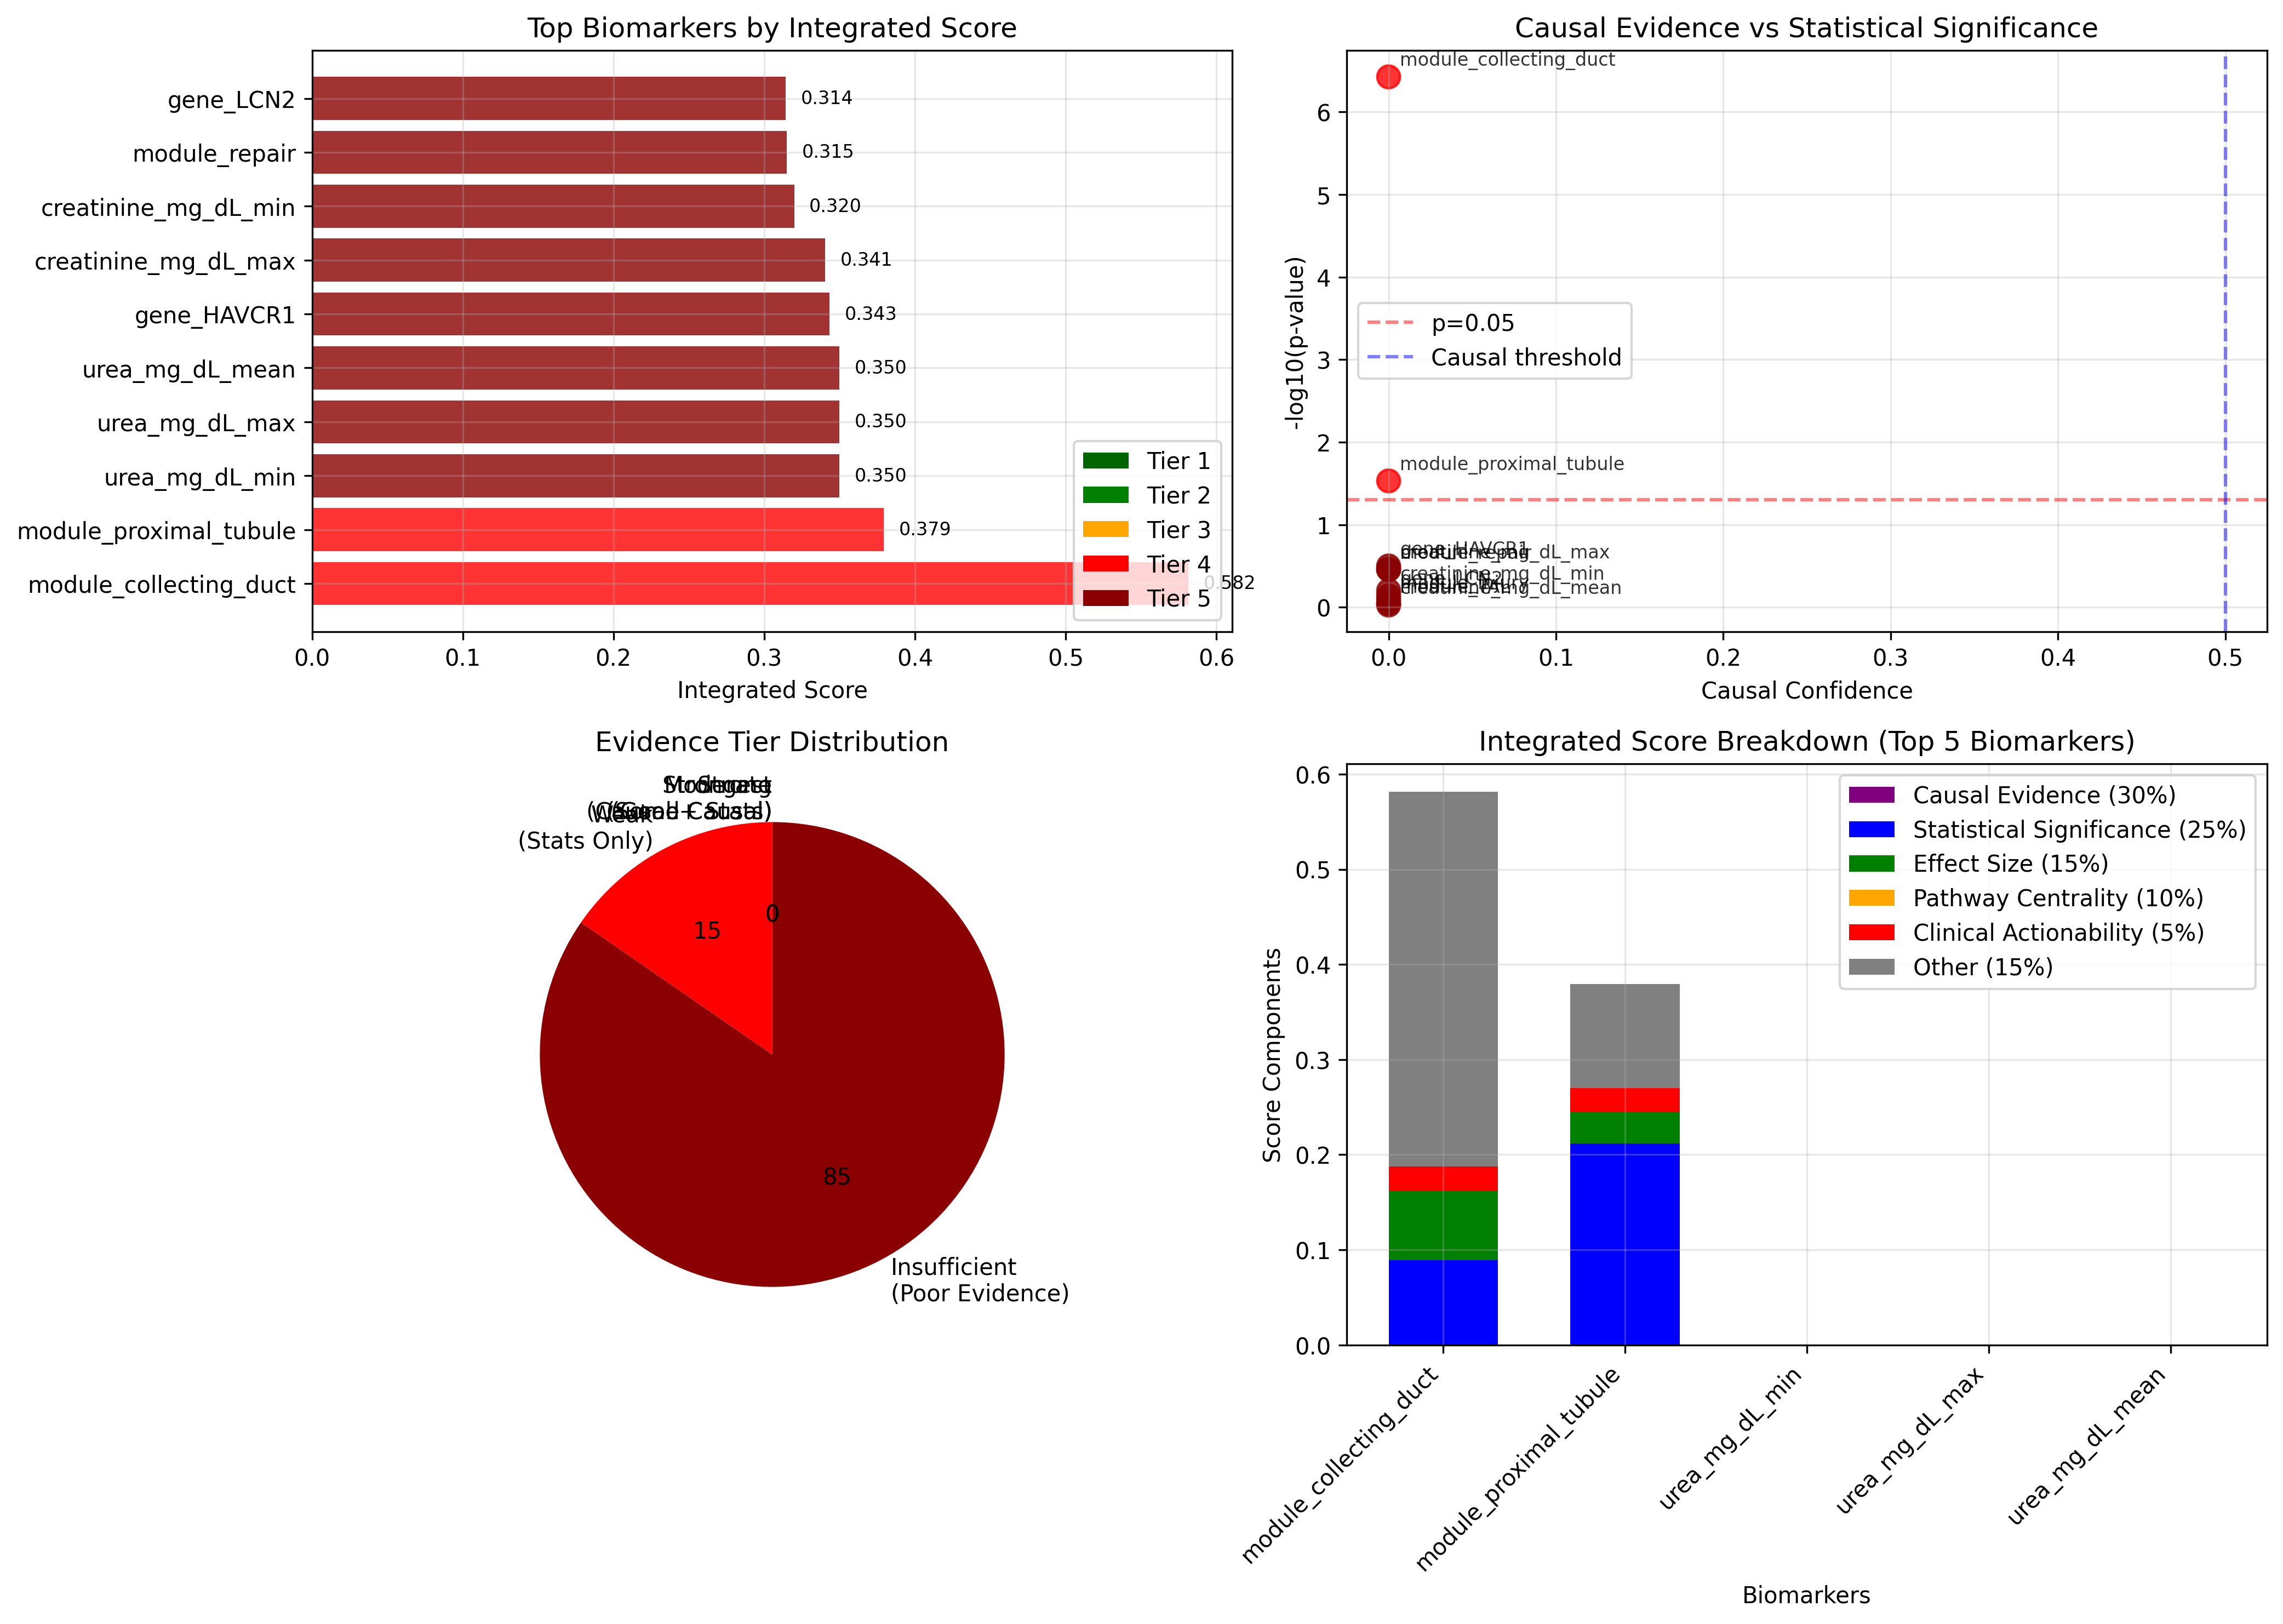 Top Biomarkers by Integrated Score
gene_LCN2
module_repair
creatinine_mg_dL_min
creatinine_mg_dL_max
gene_HAVCR1
urea_mg_dL_mean
urea_mg_dL_max
urea_mg_dL_min
module_proximal_tubule
module_collecting_duct
0.314
0.315
0.320
0.341
0.343
0.350
0.350
0.350
0.379
0.582
Tier 1
Tier 2
Tier 3
Tier 4
Tier 5
0.0 0.1 0.2 0.3 0.4 0.5 0.6
Integrated Score
Causal Evidence vs Statistical Significance
-log10(p-value)
6
5
4
3
2
1
0
module_collecting_duct
p=0.05
Causal threshold
module_proximal_tubule
gene_HAVCR1
creatinine_mg_dL_max
creatinine_mg_dL_min
creatinine_mg_dL_mean
0.0 0.1 0.2 0.3 0.4 0.5
Causal Confidence
Evidence Tier Distribution
Weak
(Stats Only)
0
15
85
Insufficient
(Poor Evidence)
Integrated Score Breakdown (Top 5 Biomarkers)
Score Components
0.6
0.5
0.4
0.3
0.2
0.1
0.0
Causal Evidence (30%)
Statistical Significance (25%)
Effect Size (15%)
Pathway Centrality (10%)
Clinical Actionability (5%)
Other (15%)
module_collecting_duct
module_proximal_tubule
urea_mg_dL_min
urea_mg_dL_max
urea_mg_dL_mean
Biomarkers